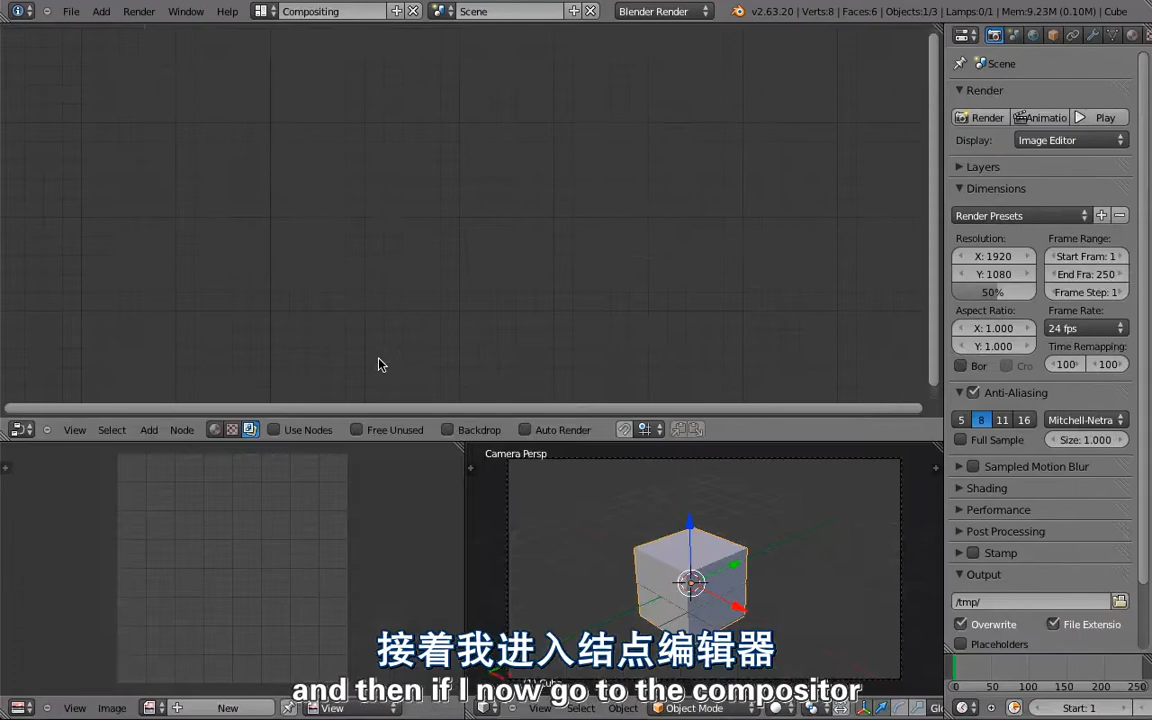 File Add Render Window Help Compositing Scene Blender Render v2.63.20 | Verts:8 | Faces:6 | Objects:1/3 | Lamps:0/1 | Mem:9.23M (0.10M) | Cube
Scene
Render
Render Animatio Play
Display: Image Editor
Layers
Dimensions
Render Presets
Resolution: Frame Range:
X: 1920 Start Fram: 1
Y: 1080 End Fra: 250
50% Frame Step: 1
Aspect Ratio: Frame Rate:
X: 1.000 24 fps
Y: 1.000 Time Remapping:
Bor Cro 100 100
Anti-Aliasing
5 8 11 16 Mitchell-Netra
Full Sample Size: 1.000
Sampled Motion Blur
Shading
Performance
Post Processing
Stamp
Output
/tmp/
Overwrite File Extensio
Placeholders
View Select Add Node Use Nodes Free Unused Backdrop Auto Render
Camera Persp
接着我进入结点编辑器
and then if I now go to the compositor
0 50 100 150 200 250
View Image New View
View Select Object Object Mode
Start: 1